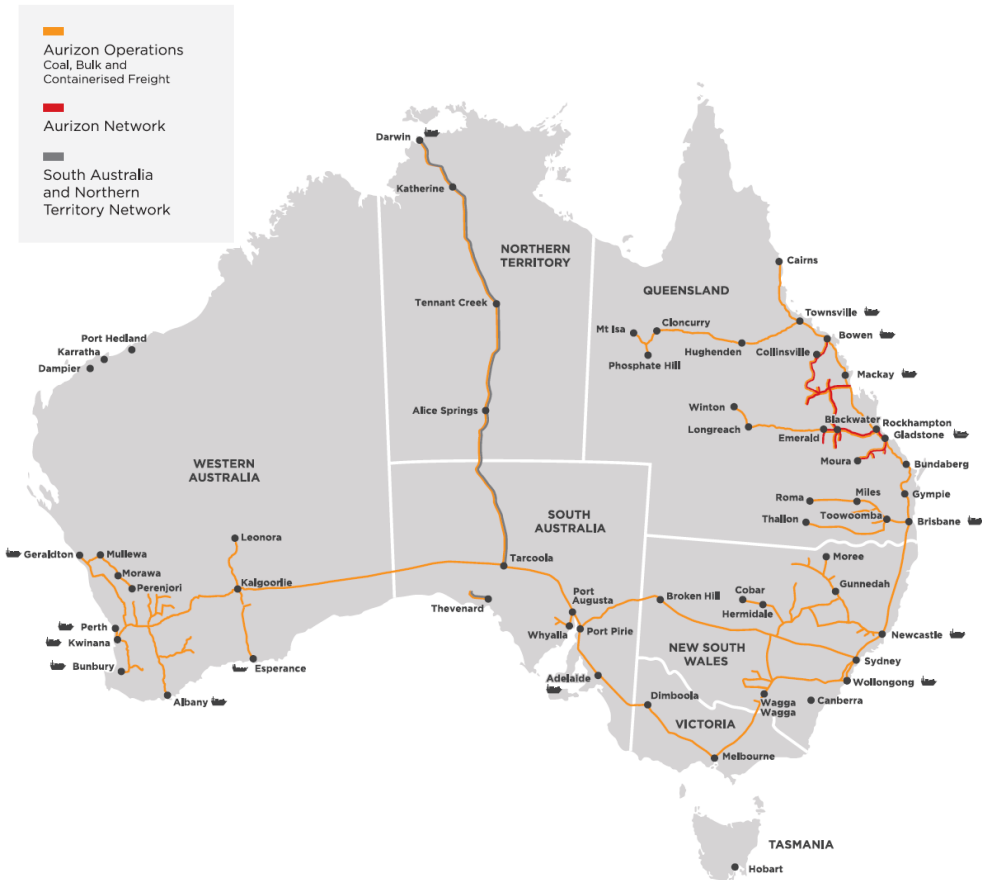 Aurizon Operations
Coal, Bulk and
Containerised Freight
Aurizon Network
South Australia
and Northern
Territory Network
Darwin
Katherine
NORTHERN
TERRITORY
Cairns
QUEENSLAND
Tennant Creek
Townsville
Mt Isa
Cloncurry
Bowen
Port Hedland
Karratha
Dampier
Hughenden
Collinsville
Phosphate Hill
Mackay
Alice Springs
Winton
Longreach
Blackwater
Rockhampton
Emerald
Gladstone
WESTERN
AUSTRALIA
Moura
Bundaberg
Roma
Miles
Gympie
SOUTH
AUSTRALIA
Thallon
Toowoomba
Brisbane
Leonora
Geraldton
Mullewa
Tarcoola
Moree
Morawa
Perenjori
Kalgoorlie
Gunnedah
Cobar
Broken Hill
Hermidale
Thevenard
Port
Augusta
Perth
Kwinana
Whyalla
Port Pirie
Newcastle
NEW SOUTH
WALES
Bunbury
Esperance
Sydney
Adelaide
Wollongong
Albany
Dimboola
Wagga
Wagga
Canberra
VICTORIA
Melbourne
TASMANIA
Hobart